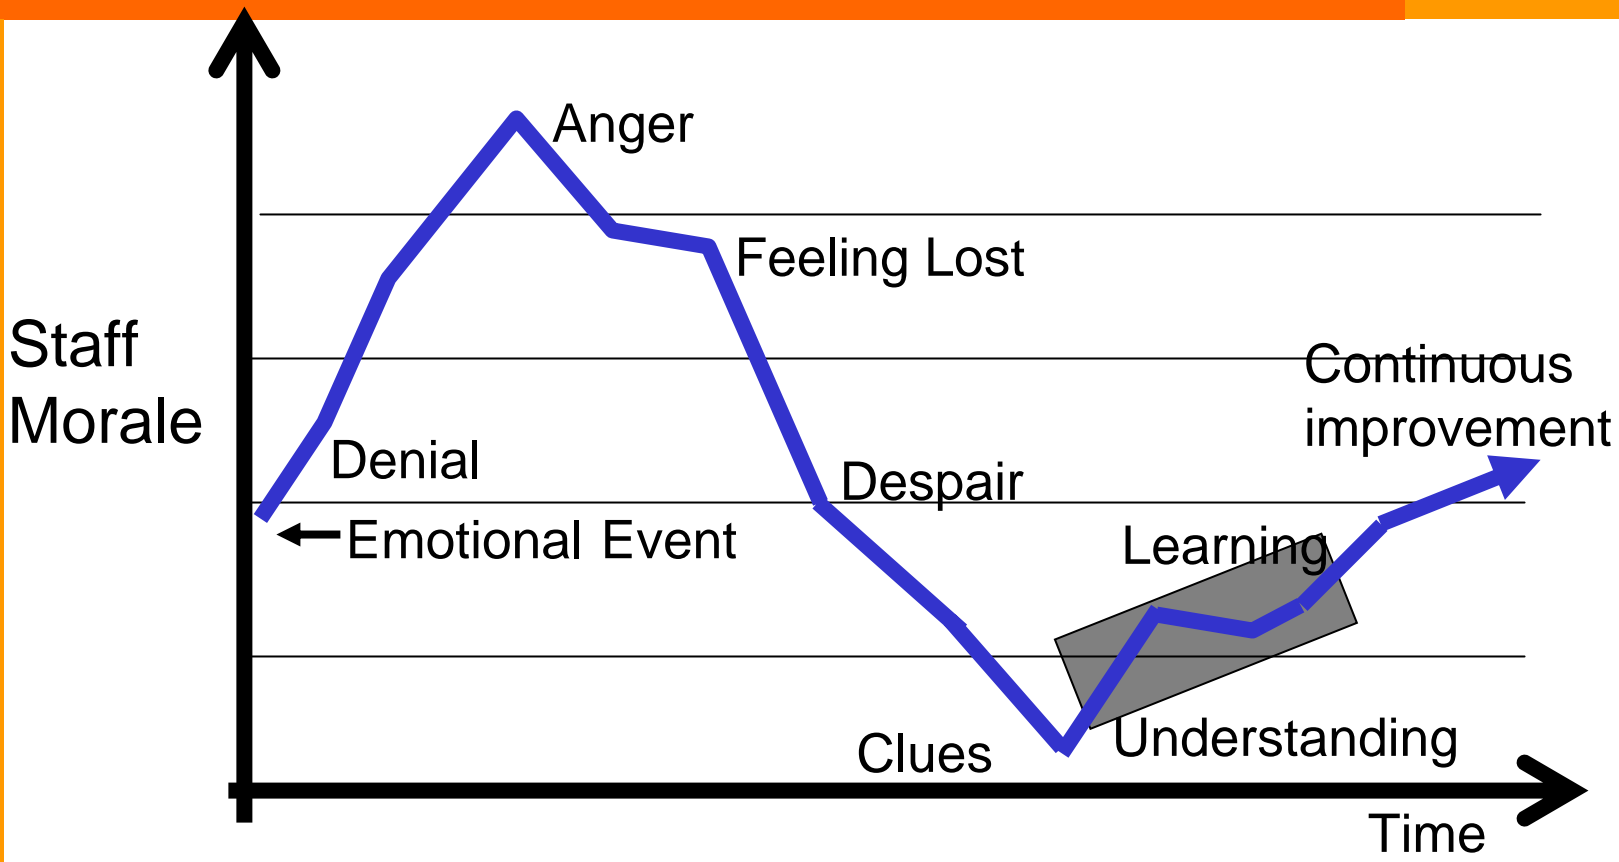 Anger
Feeling Lost
Staff
Morale
Continuous
improvement
Denial
Despair
Emotional Event
Learning
Understanding
Clues
Time